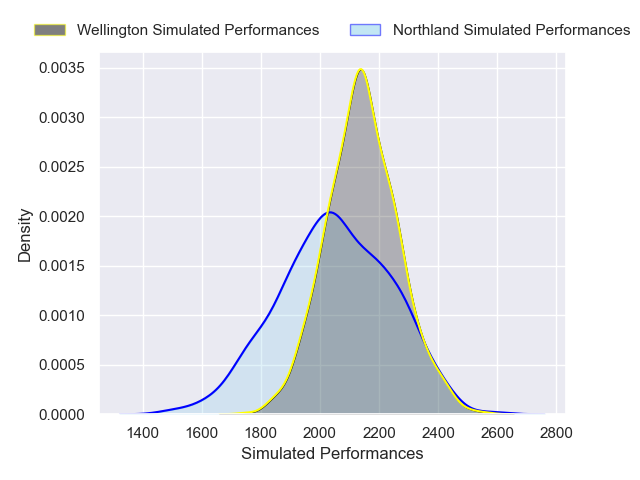 Wellington Simulated Performances Northland Simulated Performances
0.0035
0.0030
0.0025
0.0020
0.0015
0.0010
0.0005
0.0000
Density
1400 1600 1800 2000 2200 2400 2600 2800
Simulated Performances